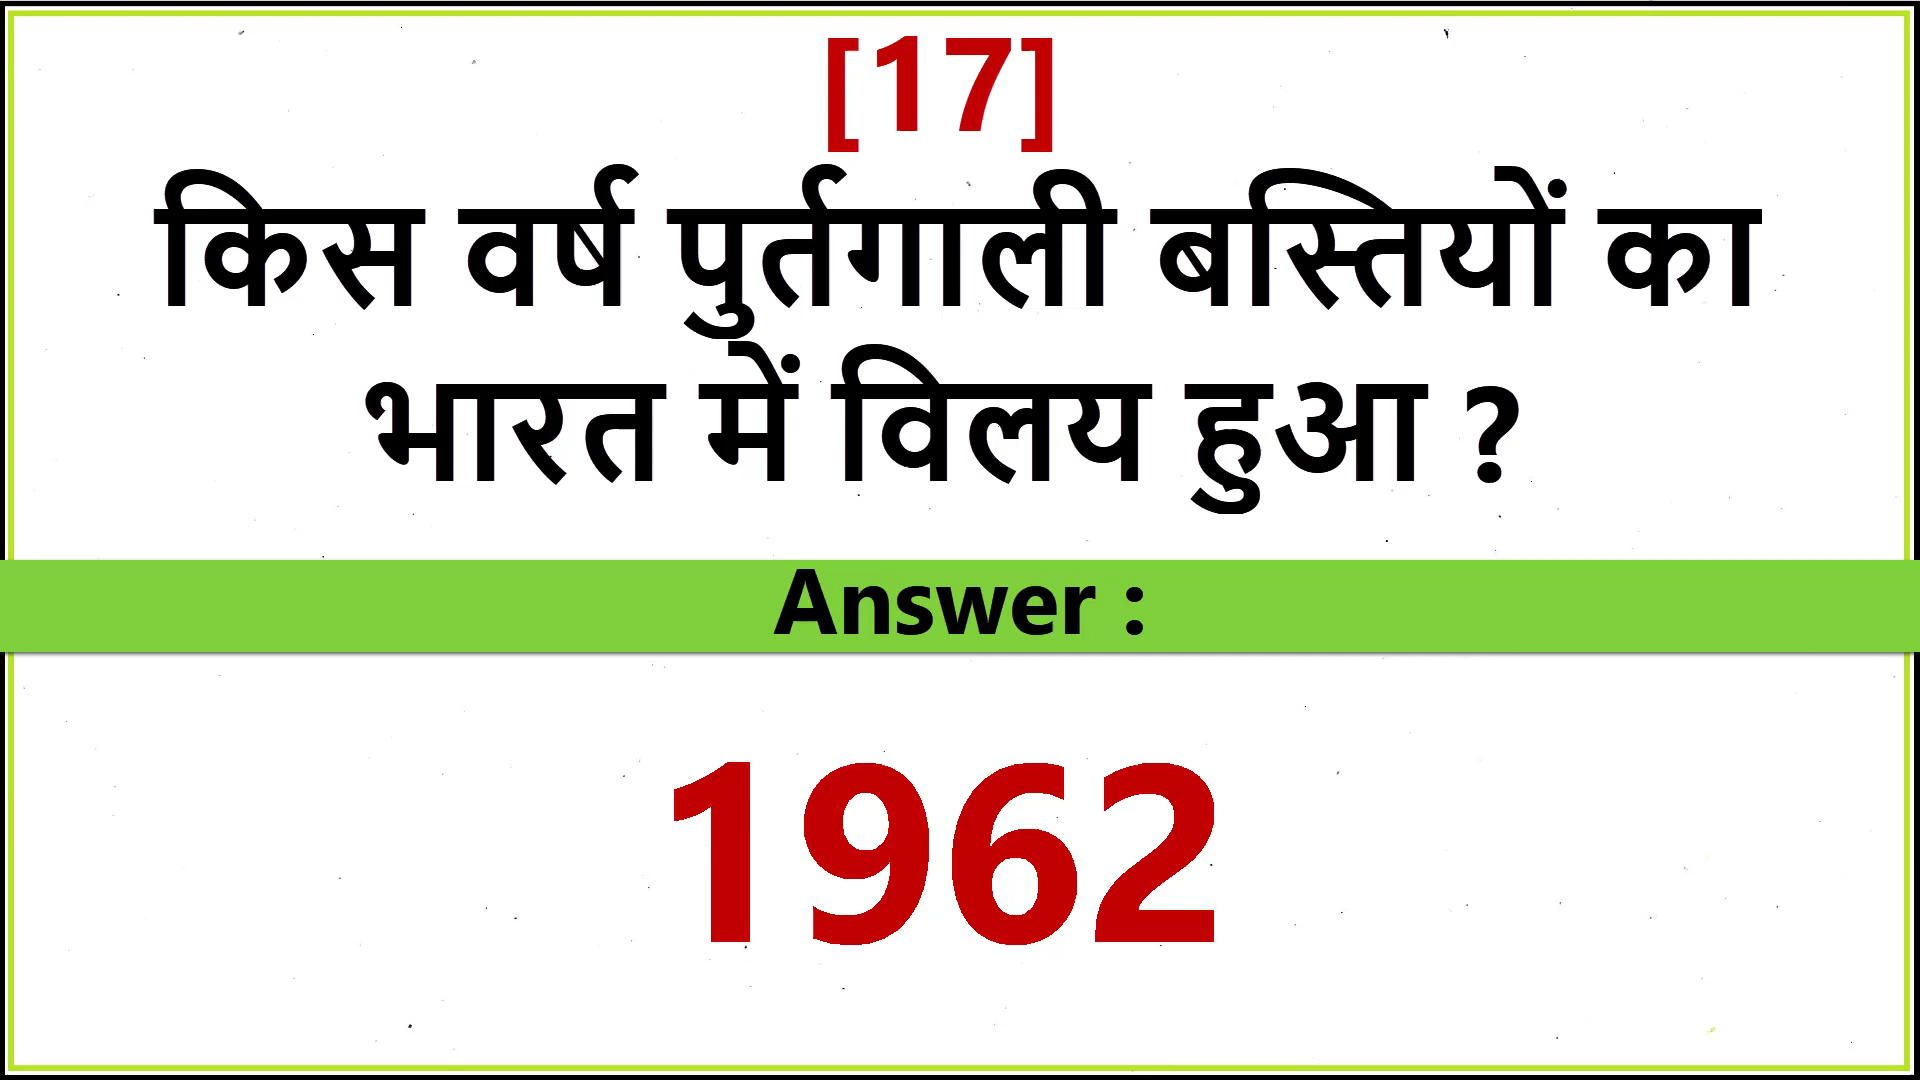 [17]
किस वर्ष पुर्तगाली बस्तियों का
भारत में विलय हुआ ?
Answer :
1962